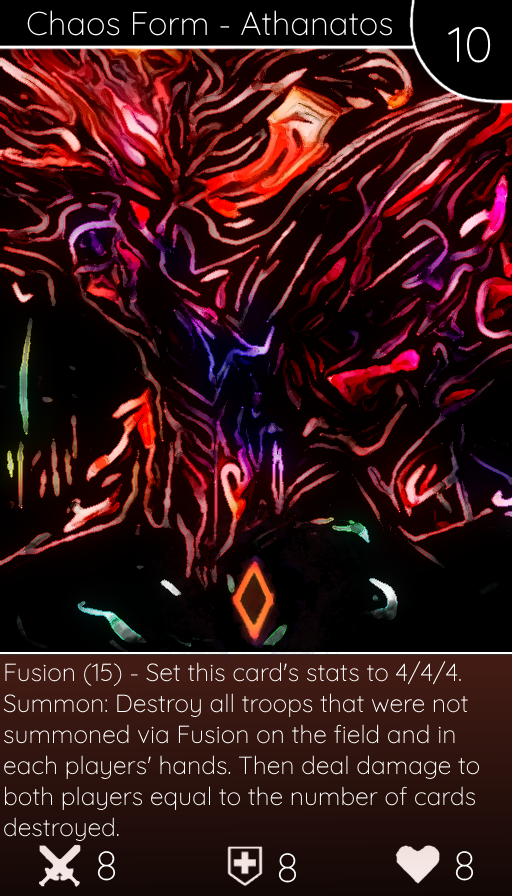 Chaos Form - Athanatos
10
Fusion (15) - Set this card's stats to 4/4/4.
Summon: Destroy all troops that were not
summoned via Fusion on the field and in
each players' hands. Then deal damage to
both players equal to the number of cards
destroyed.
8 8 8